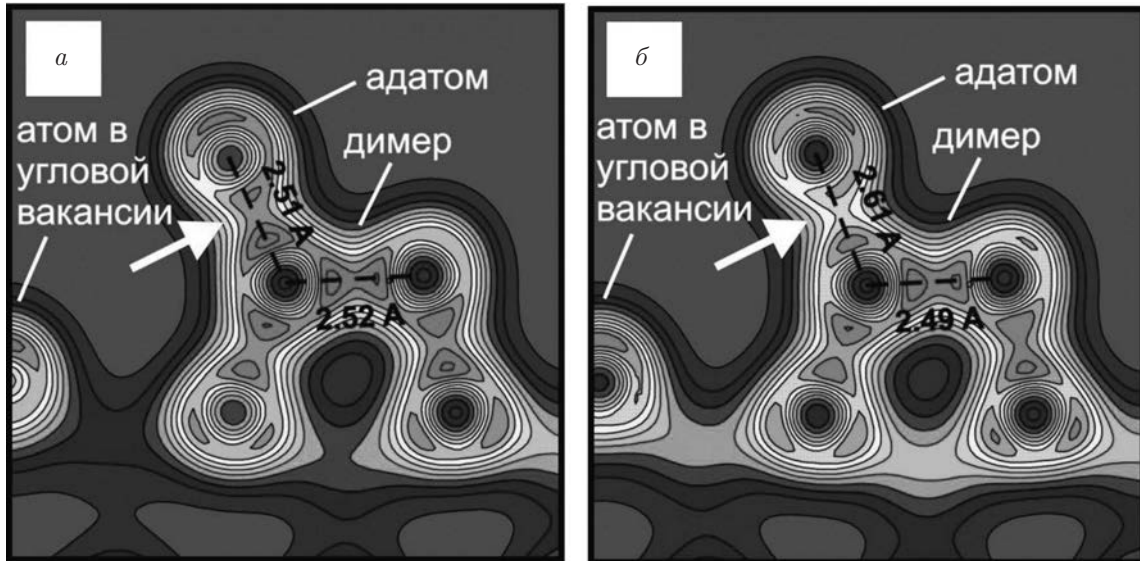 а
адатом
димер
атом в
угловой
вакансии
2.51 А
2.52 А
б
адатом
димер
атом в
угловой
вакансии
2.61 А
2.49 А